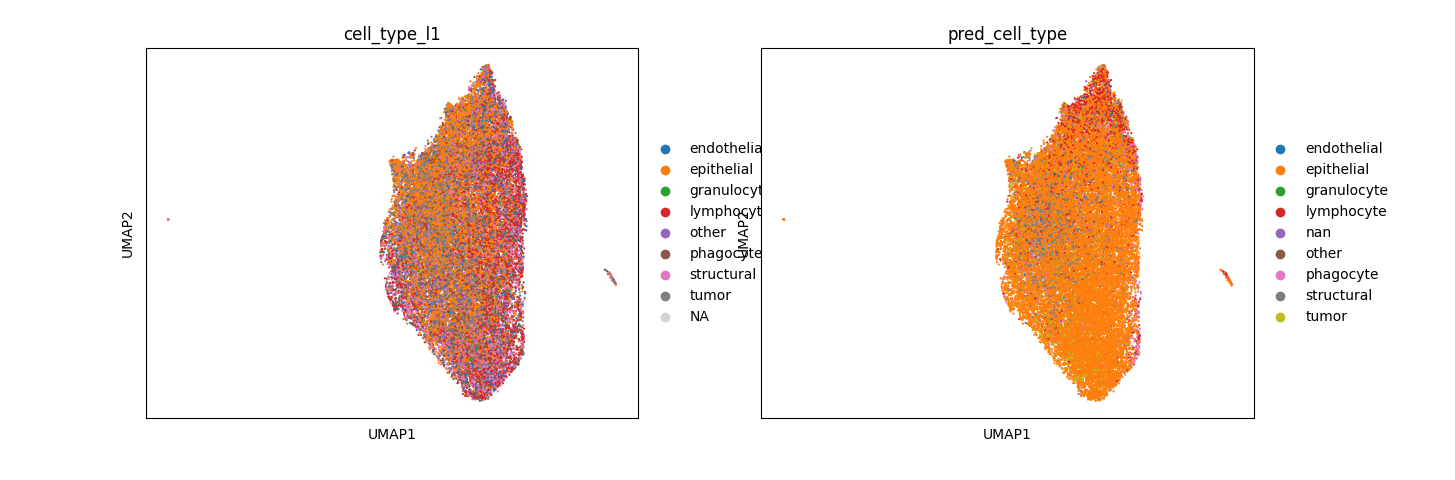 cell_type_l1
UMAP2
UMAP1
endothelia
epithelial
granulocyt
lymphocyt
other
phagocyte
structural
tumor
NA
pred_cell_type
UMAP2
UMAP1
endothelial
epithelial
granulocyte
lymphocyte
nan
other
phagocyte
structural
tumor